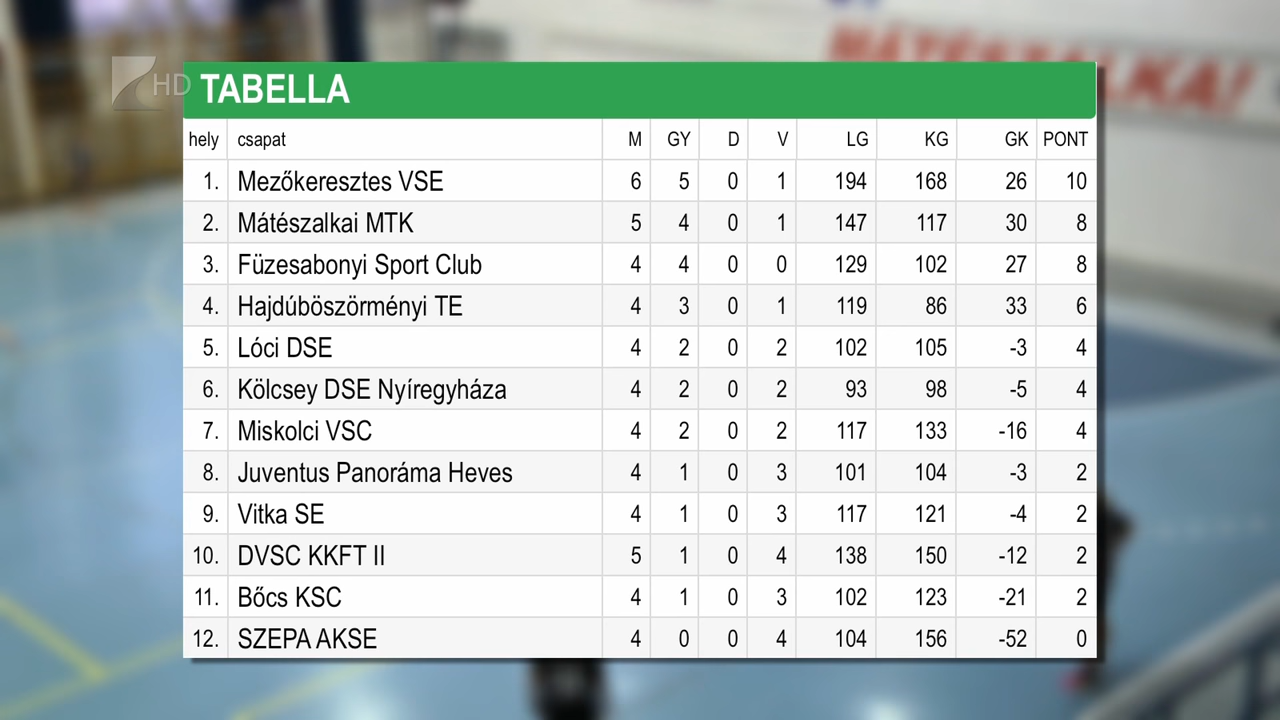 MÁTÉSZALKA!
HD
TABELLA
hely csapat M GY D V LG KG GK PONT
1. Mezőkeresztes VSE 6 5 0 1 194 168 26 10
2. Mátészalkai MTK 5 4 0 1 147 117 30 8
3. Füzesabonyi Sport Club 4 4 0 0 129 102 27 8
4. Hajdúböszörményi TE 4 3 0 1 119 86 33 6
5. Lóci DSE 4 2 0 2 102 105 -3 4
6. Kölcsey DSE Nyíregyháza 4 2 0 2 93 98 -5 4
7. Miskolci VSC 4 2 0 2 117 133 -16 4
8. Juventus Panoráma Heves 4 1 0 3 101 104 -3 2
9. Vitka SE 4 1 0 3 117 121 -4 2
10. DVSC KKFT II 5 1 0 4 138 150 -12 2
11. Bőcs KSC 4 1 0 3 102 123 -21 2
12. SZEPA AKSE 4 0 0 4 104 156 -52 0